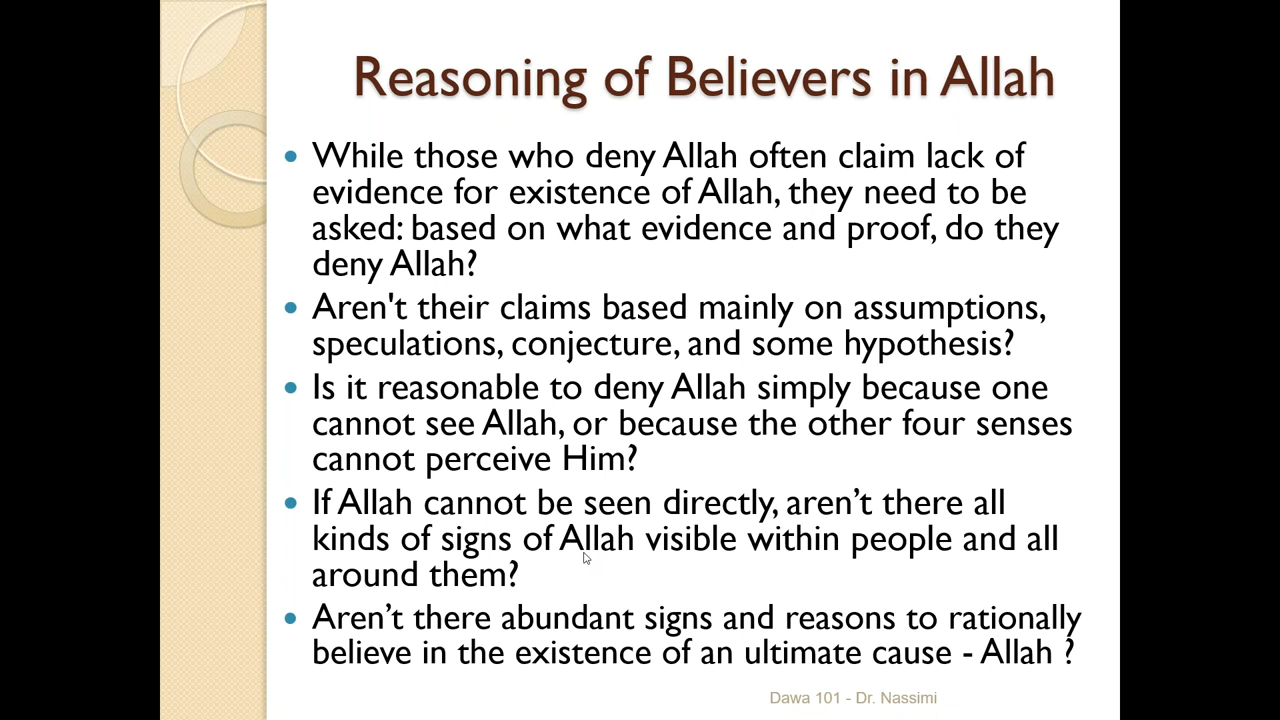 Reasoning of Believers in Allah
While those who deny Allah often claim lack of
evidence for existence of Allah, they need to be
asked: based on what evidence and proof, do they
deny Allah?
Aren't their claims based mainly on assumptions,
speculations, conjecture, and some hypothesis?
Is it reasonable to deny Allah simply because one
cannot see Allah, or because the other four senses
cannot perceive Him?
If Allah cannot be seen directly, aren’t there all
kinds of signs of Allah visible within people and all
around them?
Aren’t there abundant signs and reasons to rationally
believe in the existence of an ultimate cause - Allah ?
Dawa 101 - Dr. Nassimi